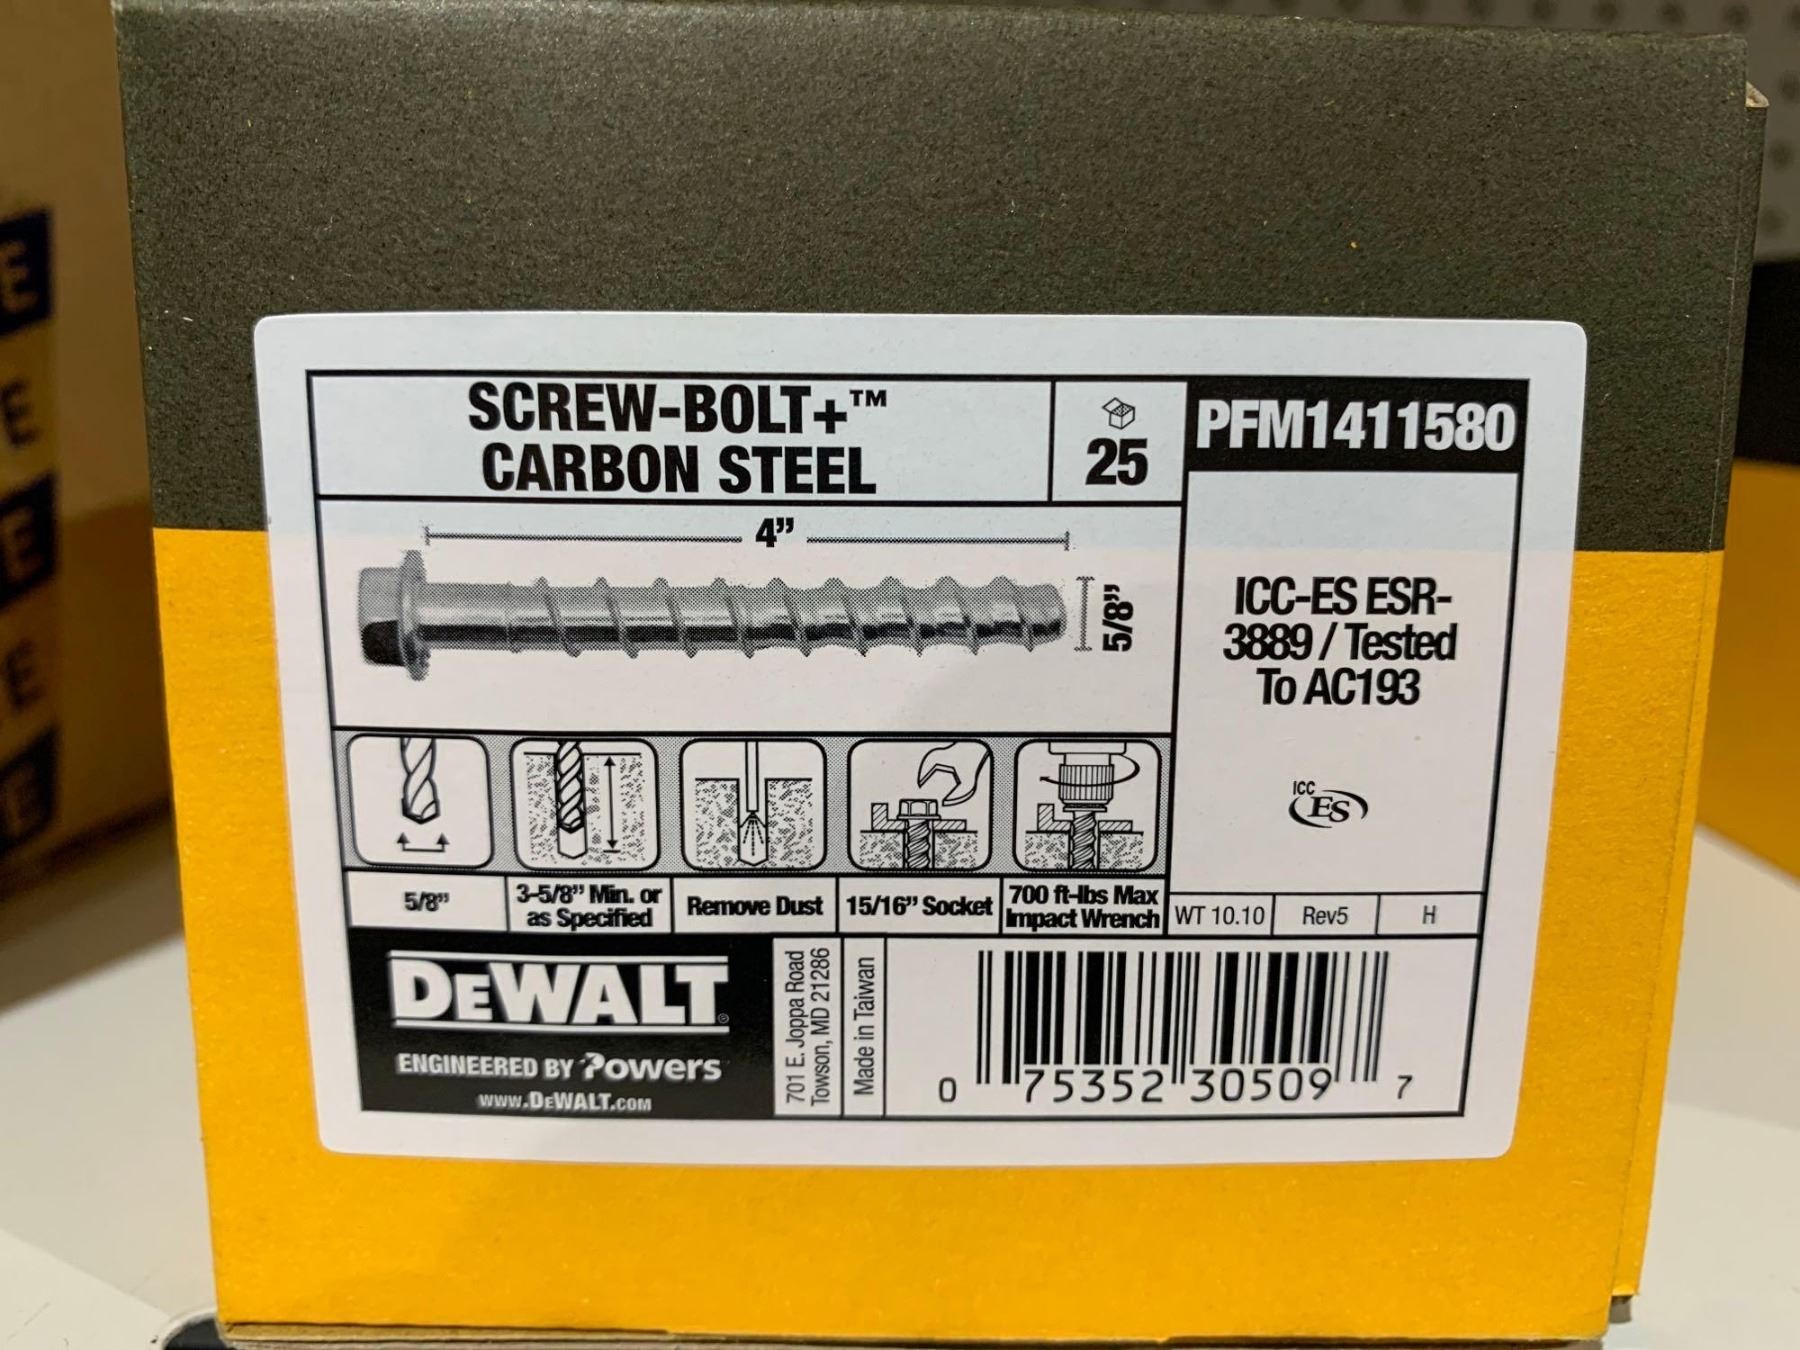 SCREW-BOLT+™
CARBON STEEL
25
PFM1411580
4”
5/8”
ICC-ES ESR-
3889 / Tested
To AC193
ICC
ES
5/8”
3-5/8” Min. or
as Specified
Remove Dust
15/16” Socket
700 ft-lbs Max
Impact Wrench
WT 10.10
Rev5
H
DEWALT®
ENGINEERED BY Powers
www.DEWALT.com
701 E. Joppa Road
Towson, MD 21286
Made in Taiwan
0 75352 30509 7
E
E
E
E
E